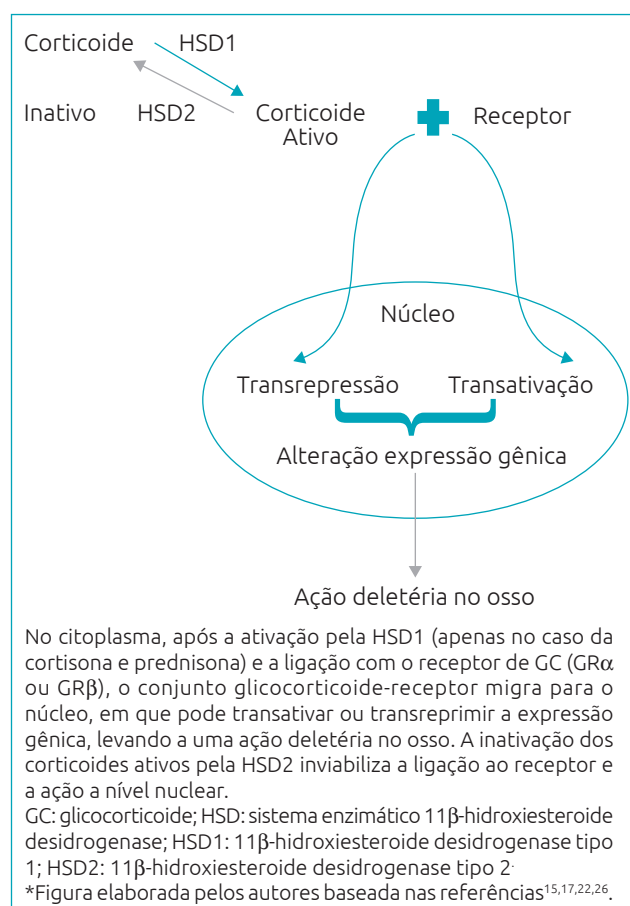 Corticoide HSD1
Inativo HSD2 Corticoide Ativo Receptor
Núcleo
Transrepressão Transativação
Alteração expressão gênica
Ação deletéria no osso
No citoplasma, após a ativação pela HSD1 (apenas no caso da
cortisona e prednisona) e a ligação com o receptor de GC (GRα
ou GRβ), o conjunto glicocorticoide-receptor migra para o
núcleo, em que pode transativar ou transreprimir a expressão
gênica, levando a uma ação deletéria no osso. A inativação dos
corticoides ativos pela HSD2 inviabiliza a ligação ao receptor e
a ação a nível nuclear.
GC: glicocorticoide; HSD: sistema enzimático 11β-hidroxiesteroide
desidrogenase; HSD1: 11β-hidroxiesteroide desidrogenase tipo
1; HSD2: 11β-hidroxiesteroide desidrogenase tipo 2.
*Figura elaborada pelos autores baseada nas referências15,17,22,26.